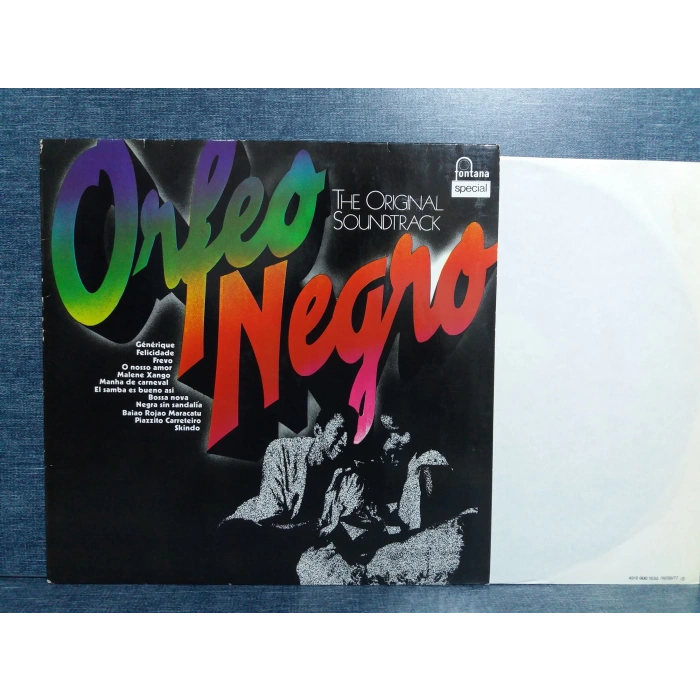 Orfeo
Negro
THE ORIGINAL
SOUNDTRACK
fontana
special
Générique
Felicidade
Frevo
O nosso amor
Malene Xango
Manha de carneval
El samba es bueno asi
Bossa nova
Negra sin sandalia
Baiao Rojao Maracatu
Piazzito Carreteiro
Skindo